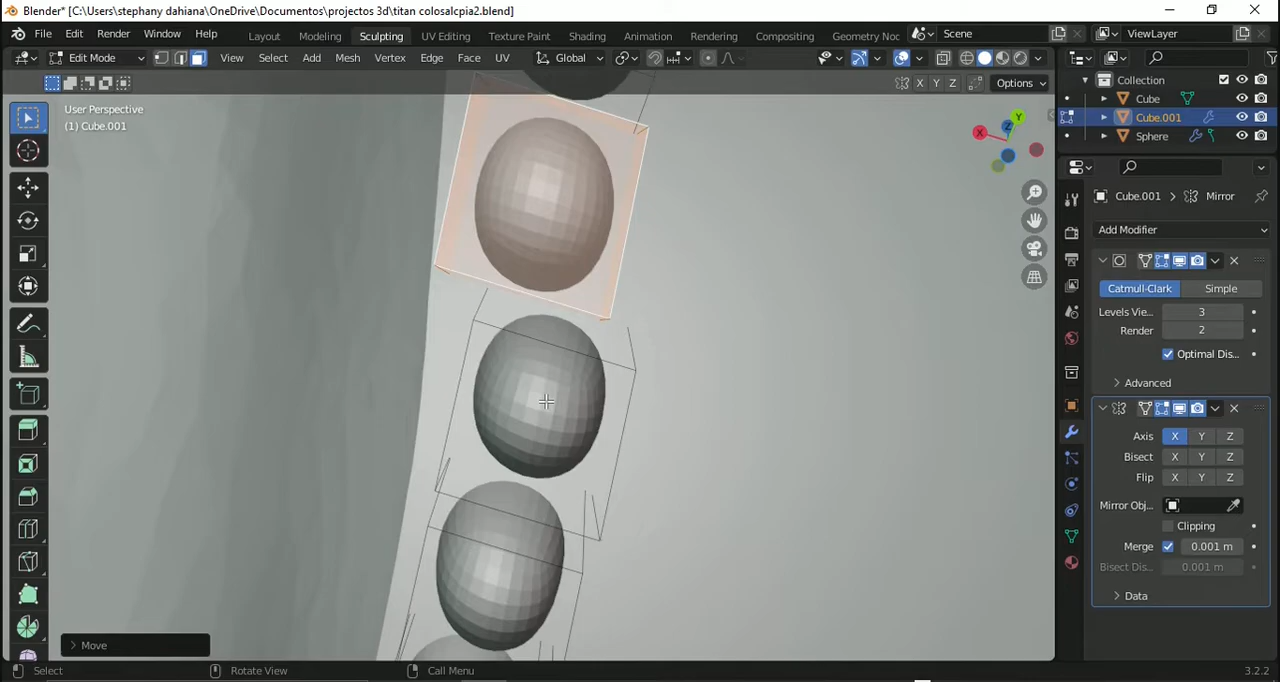 Blender* [C:\Users\stephany dahiana\OneDrive\Documentos\projectos 3d\titan colosalcpia2.blend]
File Edit Render Window Help Layout Modeling Sculpting UV Editing Texture Paint Shading Animation Rendering Compositing Geometry Noc Scene ViewLayer
Edit Mode View Select Add Mesh Vertex Edge Face UV Global
X Y Z Options
User Perspective
(1) Cube.001
Collection
Cube
Cube.001
Sphere
Y
X
Z
Cube.001 > Mirror
Add Modifier
Catmull-Clark Simple
Levels Vie... 3
Render 2
Optimal Dis...
Advanced
Axis X Y Z
Bisect X Y Z
Flip X Y Z
Mirror Obj...
Clipping
Merge 0.001 m
Bisect Dis... 0.001 m
Data
Move
Select Rotate View Call Menu 3.2.2